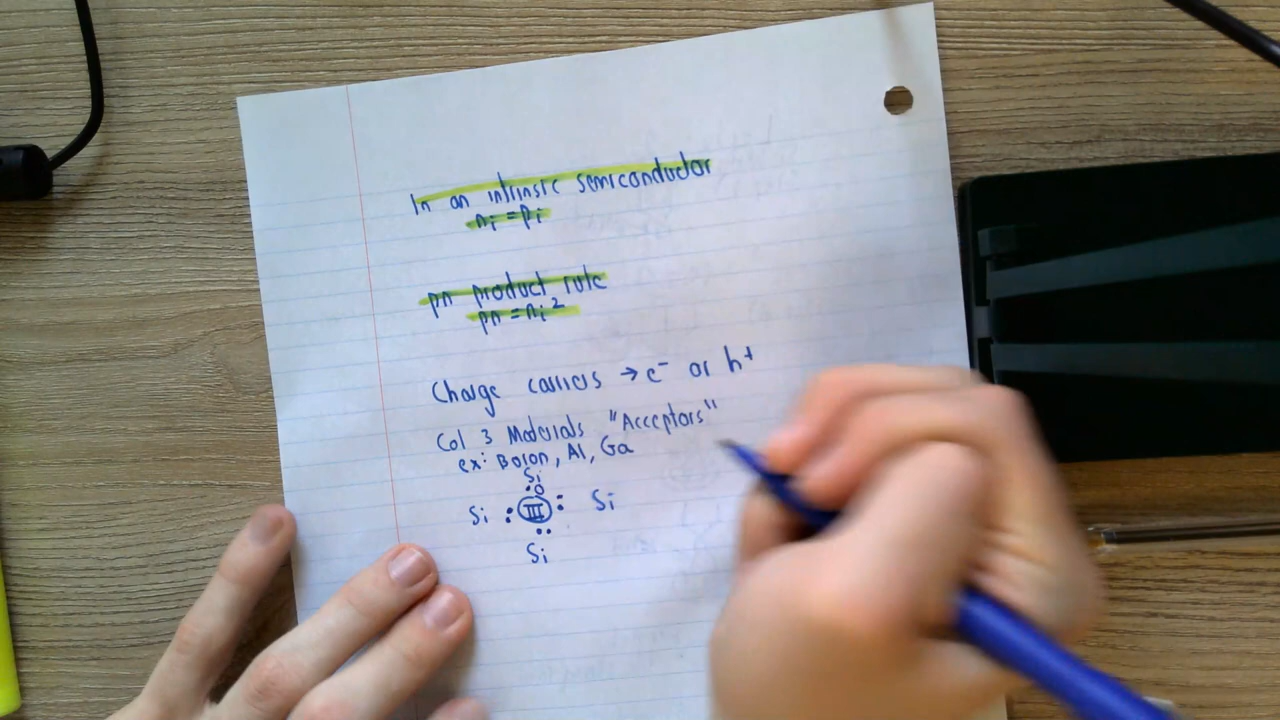 In an intrinsic semiconductor
nᵢ = pᵢ
pn product rule
pn = nᵢ²
Charge carriers → e⁻ or h⁺
Col 3 Materials "Acceptors"
ex: Boron, Al, Ga
Si
Si III Si
Si